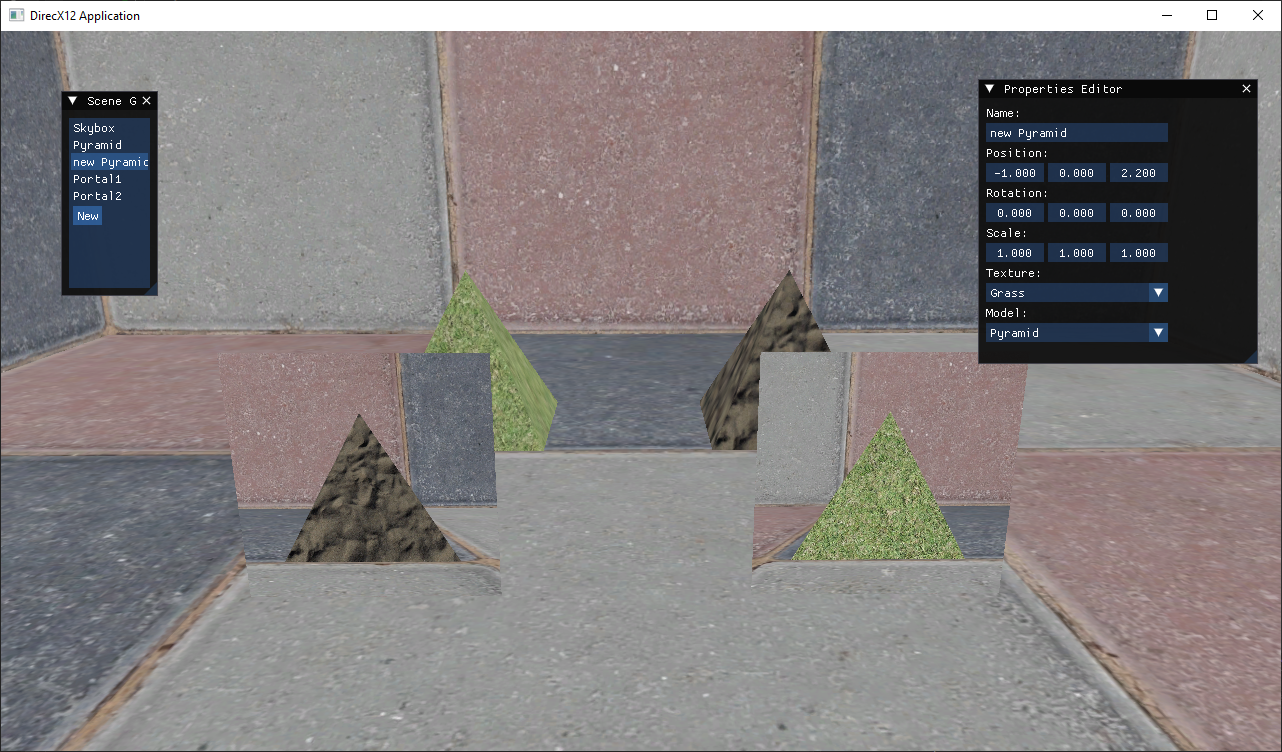 DirecX12 Application
Scene G
Skybox
Pyramid
new Pyramid
Portal1
Portal2
New
Properties Editor
Name:
new Pyramid
Position:
-1.000 0.000 2.200
Rotation:
0.000 0.000 0.000
Scale:
1.000 1.000 1.000
Texture:
Grass
Model:
Pyramid